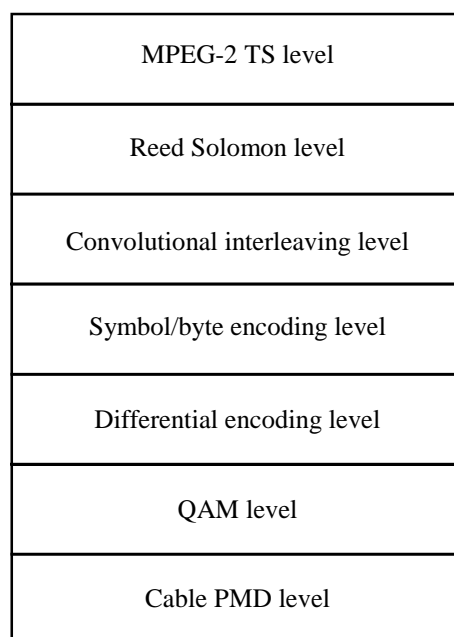 MPEG-2 TS level
Reed Solomon level
Convolutional interleaving level
Symbol/byte encoding level
Differential encoding level
QAM level
Cable PMD level